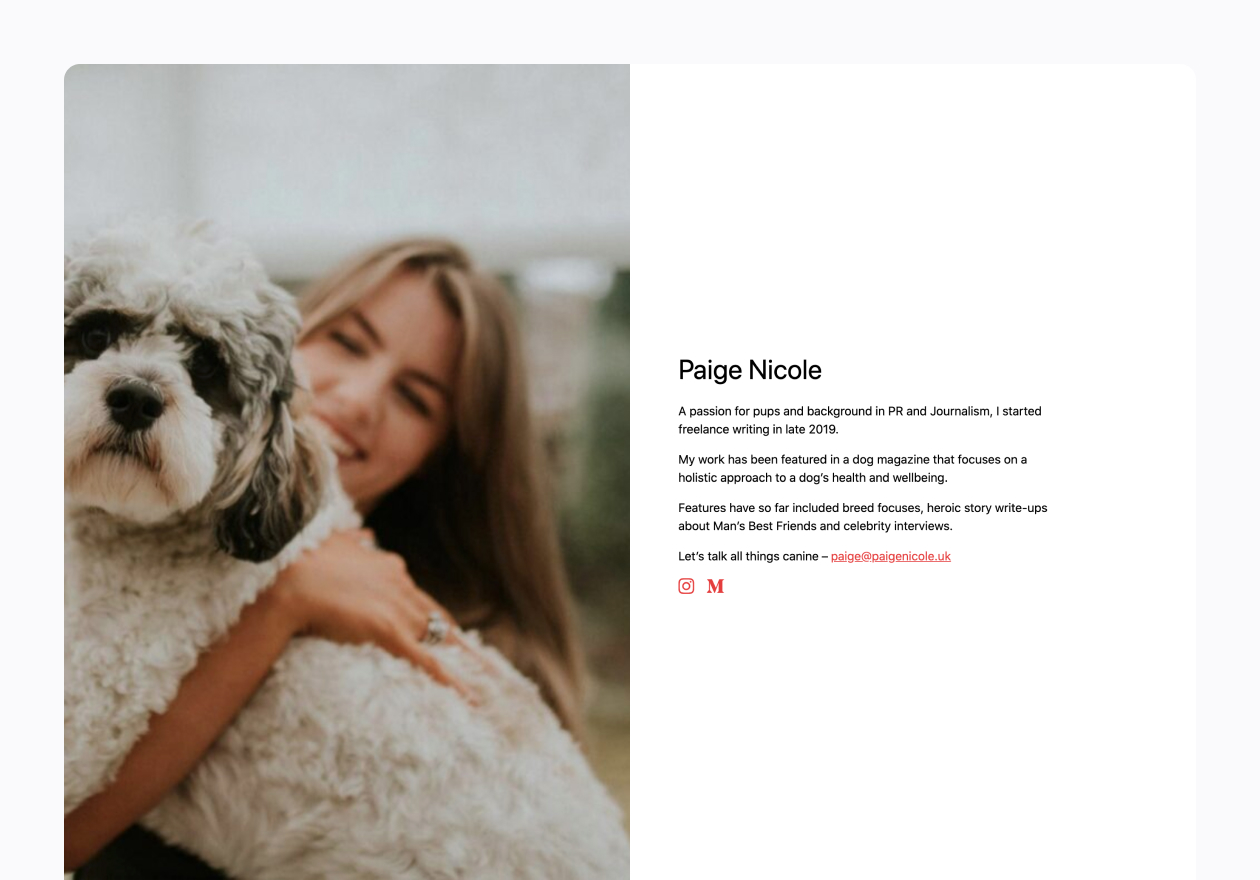 Paige Nicole
A passion for pups and background in PR and Journalism, I started
freelance writing in late 2019.
My work has been featured in a dog magazine that focuses on a
holistic approach to a dog’s health and wellbeing.
Features have so far included breed focuses, heroic story write-ups
about Man’s Best Friends and celebrity interviews.
Let’s talk all things canine – paige@paigenicole.uk
M